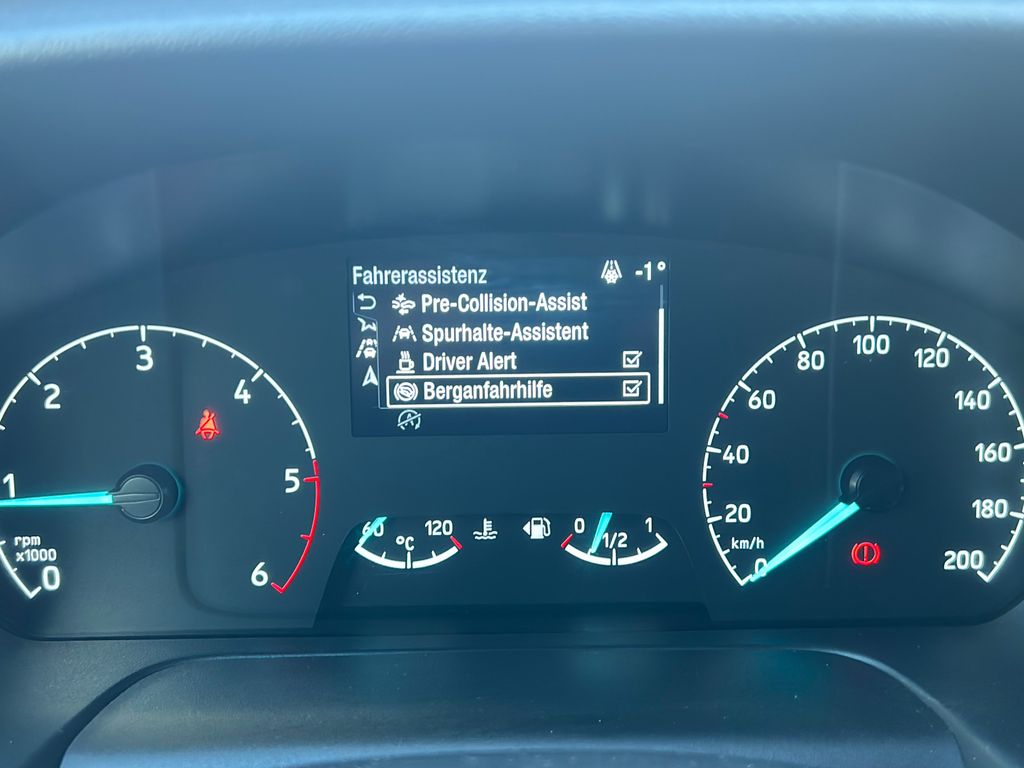 Fahrerassistenz -1°
Pre-Collision-Assist
Spurhalte-Assistent
Driver Alert
Berganfahrhilfe
0
1
2
3
4
5
6
rpm
x1000
60
120
°C
0
1/2
1
0
20
40
60
80
100
120
140
160
180
200
km/h